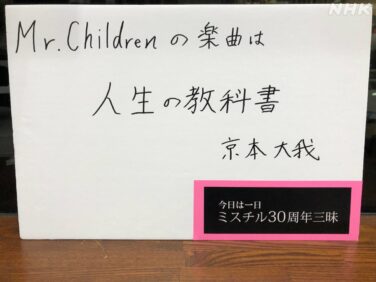 NHK
Mr.Childrenの楽曲は
人生の教科書
京本大我
今日は一日
ミスチル30周年三昧